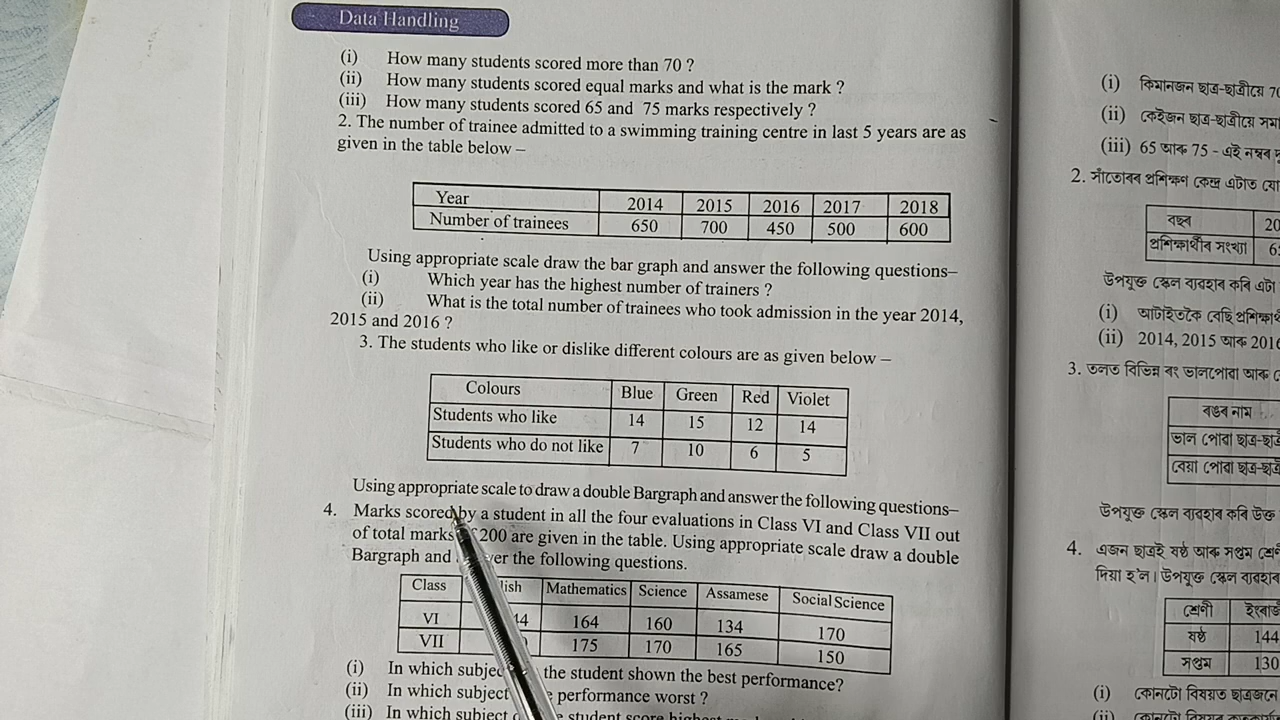 Data Handling
(i) How many students scored more than 70 ?
(ii) How many students scored equal marks and what is the mark ?
(iii) How many students scored 65 and 75 marks respectively ?
2. The number of trainee admitted to a swimming training centre in last 5 years are as
given in the table below –
Year 2014 2015 2016 2017 2018
Number of trainees 650 700 450 500 600
Using appropriate scale draw the bar graph and answer the following questions–
(i) Which year has the highest number of trainers ?
(ii) What is the total number of trainees who took admission in the year 2014,
2015 and 2016 ?
3. The students who like or dislike different colours are as given below –
Colours Blue Green Red Violet
Students who like 14 15 12 14
Students who do not like 7 10 6 5
Using appropriate scale to draw a double Bargraph and answer the following questions–
4. Marks scored by a student in all the four evaluations in Class VI and Class VII out
of total marks 200 are given in the table. Using appropriate scale draw a double
Bargraph and the following questions.
Class Mathematics Science Assamese Social Science
VI 164 160 134 170
VII 175 170 165 150
(i) In which the student shown the best performance?
(ii) In which subject performance worst ?
(iii) In which subject student score
(i) কিমানজন ছাত্ৰ-ছাত্ৰীয়ে
(ii) কেইজন ছাত্ৰ-ছাত্ৰীয়ে
(iii) 65 আৰু 75 - এই নম্বৰ
2. সাঁতোৰৰ প্ৰশিক্ষণ কেন্দ্ৰ এটাত
বছৰ
প্ৰশিক্ষাৰ্থীৰ সংখ্যা
উপযুক্ত স্কেল ব্যৱহাৰ কৰি এটা
(i) আটাইতকৈ বেছি
(ii) 2014, 2015 আৰু 2016
3. তলত বিভিন্ন ৰং ভালপোৱা আৰু
ৰঙৰ নাম
ভাল পোৱা
বেয়া পোৱা
উপযুক্ত স্কেল ব্যৱহাৰ কৰি উক্ত
4. এজন ছাত্ৰই ষষ্ঠ আৰু সপ্তম
দিয়া হ'ল। উপযুক্ত স্কেল
শ্ৰেণী
ষষ্ঠ 144
সপ্তম 130
(i) কোনটো বিষয়ত
(ii) কোনটো